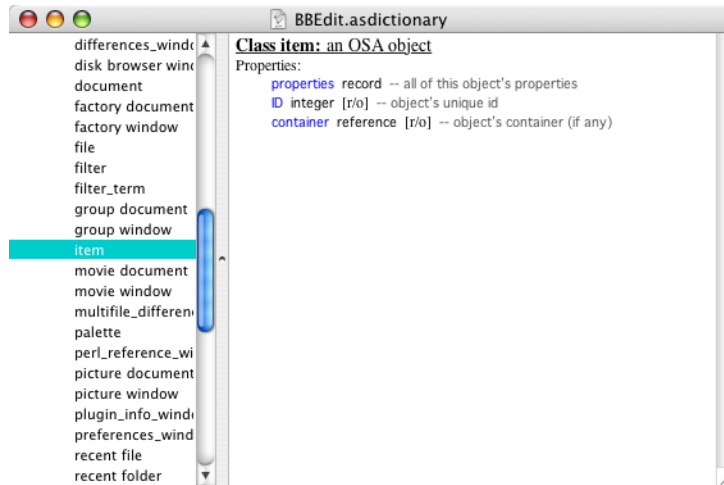 BBEdit.asdictionary
differences_windo
disk browser wind
document
factory document
factory window
file
filter
filter_term
group document
group window
item
movie document
movie window
multifile_differen
palette
perl_reference_wi
picture document
picture window
plugin_info_wind
preferences_wind
recent file
recent folder
Class item: an OSA object
Properties:
properties record -- all of this object's properties
ID integer [r/o] -- object's unique id
container reference [r/o] -- object's container (if any)